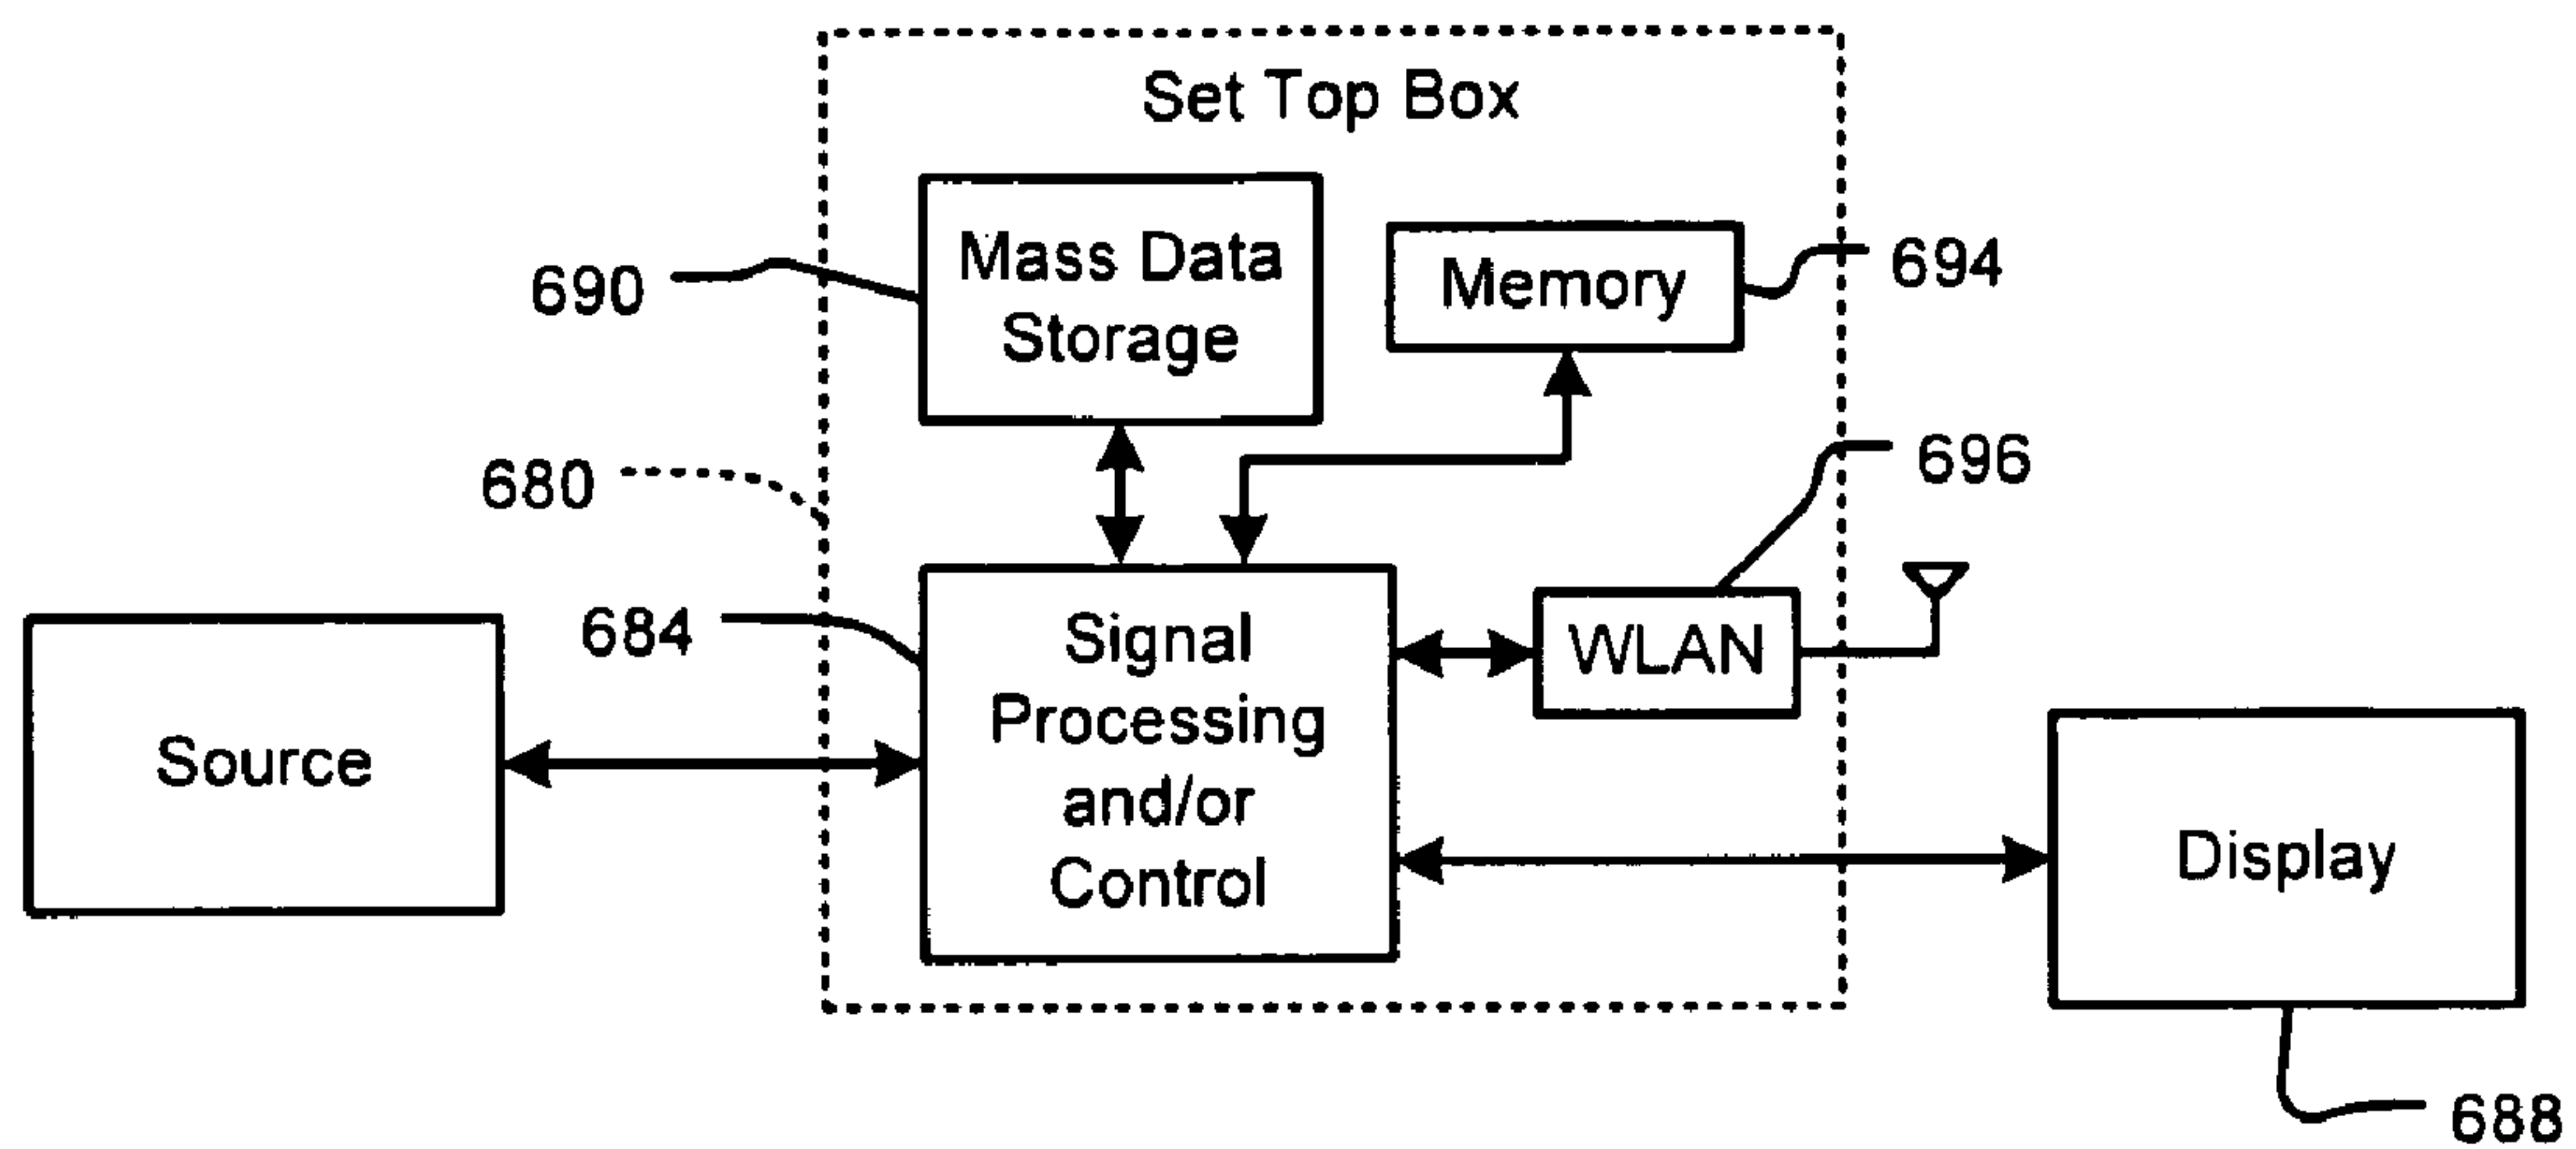 Set Top Box
Mass Data
Storage
Memory
690
694
680
696
684
Signal
Processing
and/or
Control
WLAN
Source
Display
688